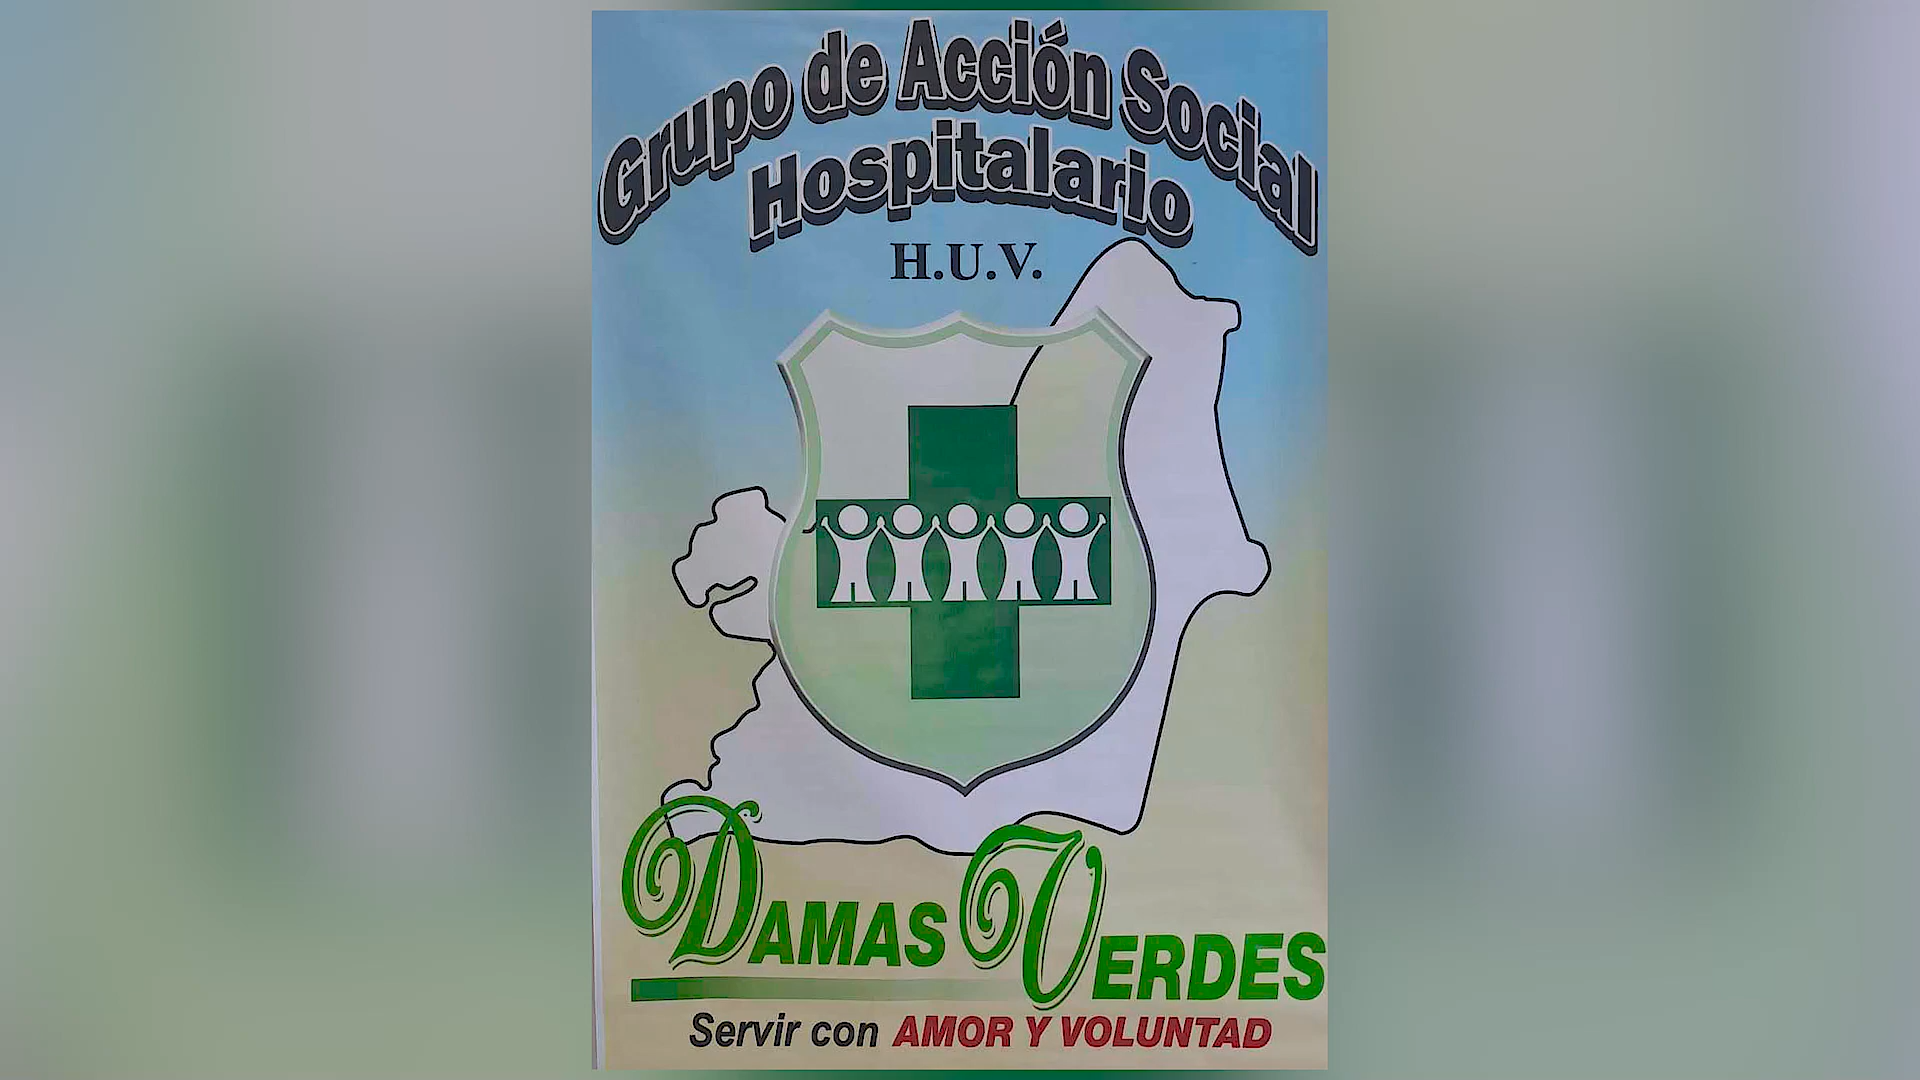 Grupo de Acción Social
Hospitalario
H.U.V.
DAMAS VERDES
Servir con AMOR Y VOLUNTAD